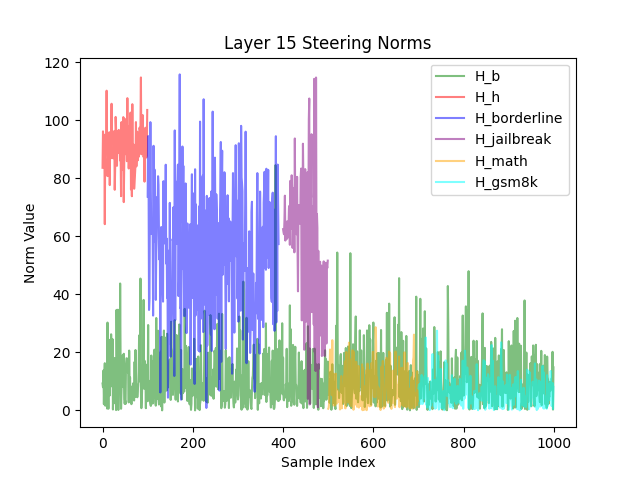 Layer 15 Steering Norms
Norm Value
120
100
80
60
40
20
0
0
200
400
600
800
1000
Sample Index
H_b
H_h
H_borderline
H_jailbreak
H_math
H_gsm8k